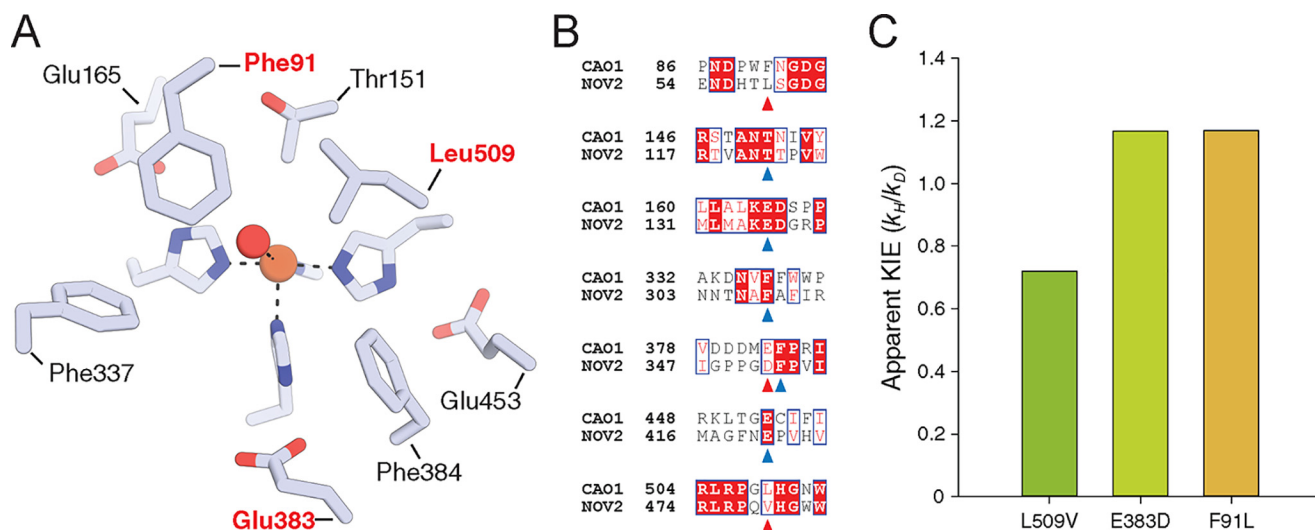 A
Phe91
Glu165
Thr151
Leu509
Phe337
Glu453
Phe384
Glu383
B
CAO1 86 PNDPWFNGDG
NOV2 54 ENDHTLSGDG
CAO1 146 RSTANTNIVY
NOV2 117 RTVANTTPVW
CAO1 160 LLALKEDSPP
NOV2 131 MLMAKEDGRP
CAO1 332 AKDNVFFWWP
NOV2 303 NNTNAFAFIR
CAO1 378 VDDDMEFPRI
NOV2 347 IGPPGDFPVI
CAO1 448 RKLTGECIFI
NOV2 416 MAGFNEPVHV
CAO1 504 RLRPGLHGNW
NOV2 474 RLRPQVHGWW
C
Apparent KIE (kH/kD)
1.4
1.2
1.0
0.8
0.6
0.4
0.2
0
L509V E383D F91L